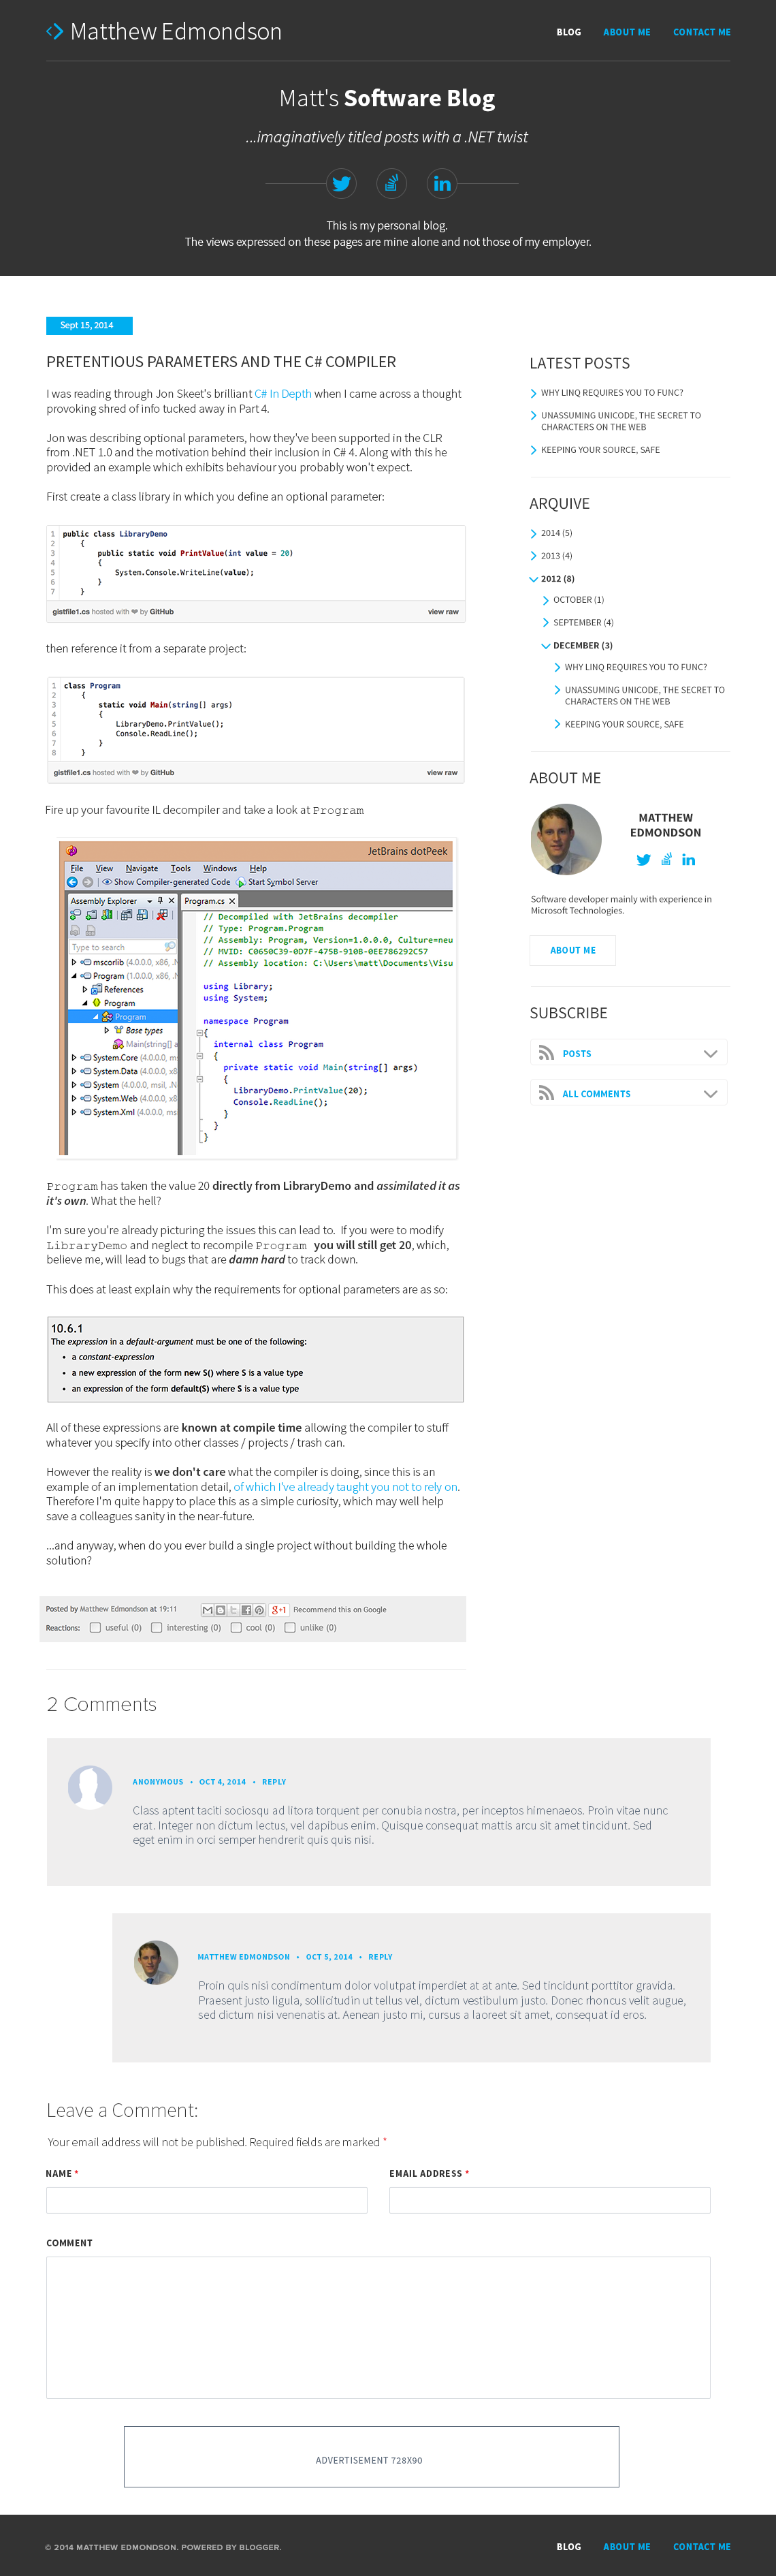 Matthew Edmondson
BLOG ABOUT ME CONTACT ME
Matt's Software Blog
...imaginatively titled posts with a .NET twist
This is my personal blog.
The views expressed on these pages are mine alone and not those of my employer.
Sept 15, 2014
PRETENTIOUS PARAMETERS AND THE C# COMPILER
I was reading through Jon Skeet's brilliant C# In Depth when I came across a thought
provoking shred of info tucked away in Part 4.
Jon was describing optional parameters, how they've been supported in the CLR
from .NET 1.0 and the motivation behind their inclusion in C# 4. Along with this he
provided an example which exhibits behaviour you probably won't expect.
First create a class library in which you define an optional parameter:
1 public class LibraryDemo
2 {
3 public static void PrintValue(int value = 20)
4 {
5 System.Console.WriteLine(value);
6 }
7 }
gistfile1.cs hosted with ❤ by GitHub view raw
then reference it from a separate project:
1 class Program
2 {
3 static void Main(string[] args)
4 {
5 LibraryDemo.PrintValue();
6 Console.ReadLine();
7 }
8 }
gistfile1.cs hosted with ❤ by GitHub view raw
Fire up your favourite IL decompiler and take a look at Program
JetBrains dotPeek
File View Navigate Tools Windows Help
Show Compiler-generated Code Start Symbol Server
Assembly Explorer
Type to search
mscorlib (4.0.0.0, x86, .N
Program (1.0.0.0, x86, .N
References
Program
Program
Base types
Main(string[] args):
System.Core (4.0.0.0, ms
System.Data (4.0.0.0, x8
System (4.0.0.0, msil, .N
System.Web (4.0.0.0, x8
System.Xml (4.0.0.0, msi
Program.cs
// Decompiled with JetBrains decompiler
// Type: Program.Program
// Assembly: Program, Version=1.0.0.0, Culture=neu
// MVID: C0650C39-0D7F-475B-910B-0EE786292C57
// Assembly location: C:\Users\matt\Documents\Visu
using Library;
using System;
namespace Program
{
internal class Program
{
private static void Main(string[] args)
{
LibraryDemo.PrintValue(20);
Console.ReadLine();
}
}
}
Program has taken the value 20 directly from LibraryDemo and assimilated it as
it's own. What the hell?
I'm sure you're already picturing the issues this can lead to. If you were to modify
LibraryDemo and neglect to recompile Program you will still get 20, which,
believe me, will lead to bugs that are damn hard to track down.
This does at least explain why the requirements for optional parameters are as so:
10.6.1
The expression in a default-argument must be one of the following:
• a constant-expression
• a new expression of the form new S() where S is a value type
• an expression of the form default(S) where S is a value type
All of these expressions are known at compile time allowing the compiler to stuff
whatever you specify into other classes / projects / trash can.
However the reality is we don't care what the compiler is doing, since this is an
example of an implementation detail, of which I've already taught you not to rely on.
Therefore I'm quite happy to place this as a simple curiosity, which may well help
save a colleagues sanity in the near-future.
...and anyway, when do you ever build a single project without building the whole
solution?
Posted by Matthew Edmondson at 19:11 g+1 Recommend this on Google
Reactions: useful (0) interesting (0) cool (0) unlike (0)
LATEST POSTS
WHY LINQ REQUIRES YOU TO FUNC?
UNASSUMING UNICODE, THE SECRET TO
CHARACTERS ON THE WEB
KEEPING YOUR SOURCE, SAFE
ARQUIVE
2014 (5)
2013 (4)
2012 (8)
OCTOBER (1)
SEPTEMBER (4)
DECEMBER (3)
WHY LINQ REQUIRES YOU TO FUNC?
UNASSUMING UNICODE, THE SECRET TO
CHARACTERS ON THE WEB
KEEPING YOUR SOURCE, SAFE
ABOUT ME
MATTHEW
EDMONDSON
Software developer mainly with experience in
Microsoft Technologies.
ABOUT ME
SUBSCRIBE
POSTS
ALL COMMENTS
2 Comments
ANONYMOUS • OCT 4, 2014 • REPLY
Class aptent taciti sociosqu ad litora torquent per conubia nostra, per inceptos himenaeos. Proin vitae nunc
erat. Integer non dictum lectus, vel dapibus enim. Quisque consequat mattis arcu sit amet tincidunt. Sed
eget enim in orci semper hendrerit quis quis nisi.
MATTHEW EDMONDSON • OCT 5, 2014 • REPLY
Proin quis nisi condimentum dolor volutpat imperdiet at at ante. Sed tincidunt porttitor gravida.
Praesent justo ligula, sollicitudin ut tellus vel, dictum vestibulum justo. Donec rhoncus velit augue,
sed dictum nisi venenatis at. Aenean justo mi, cursus a laoreet sit amet, consequat id eros.
Leave a Comment:
Your email address will not be published. Required fields are marked *
NAME * EMAIL ADDRESS *
COMMENT
ADVERTISEMENT 728X90
© 2014 MATTHEW EDMONDSON. POWERED BY BLOGGER.
BLOG ABOUT ME CONTACT ME